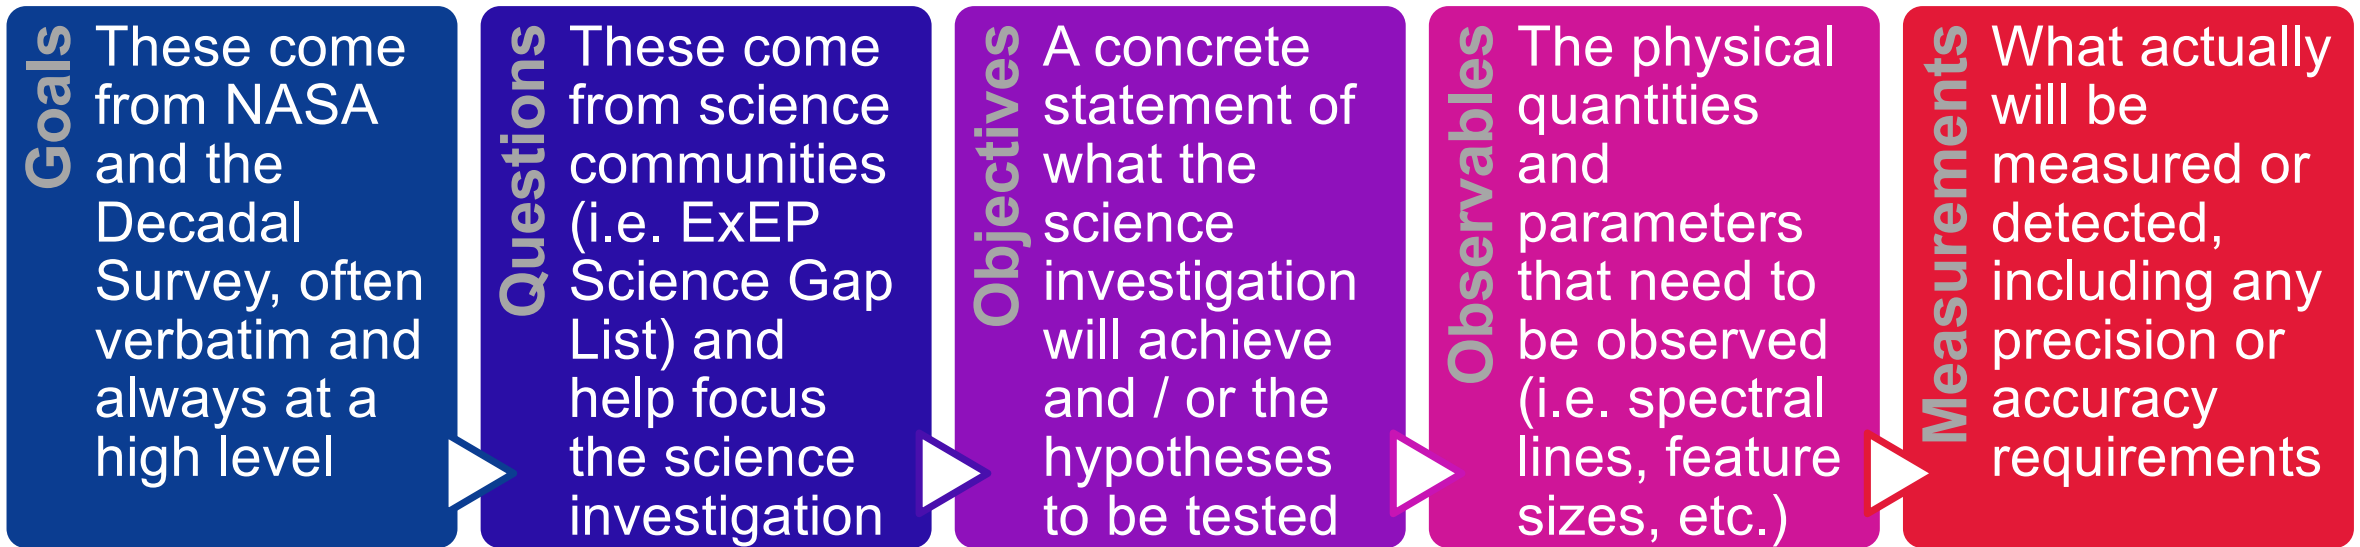 Goals
These come
from NASA
and the
Decadal
Survey, often
verbatim and
always at a
high level
Questions
These come
from science
communities
(i.e. ExEP
Science Gap
List) and
help focus
the science
investigation
Objectives
A concrete
statement of
what the
science
investigation
will achieve
and / or the
hypotheses
to be tested
Observables
The physical
quantities
and
parameters
that need to
be observed
(i.e. spectral
lines, feature
sizes, etc.)
Measurements
What actually
will be
measured or
detected,
including any
precision or
accuracy
requirements